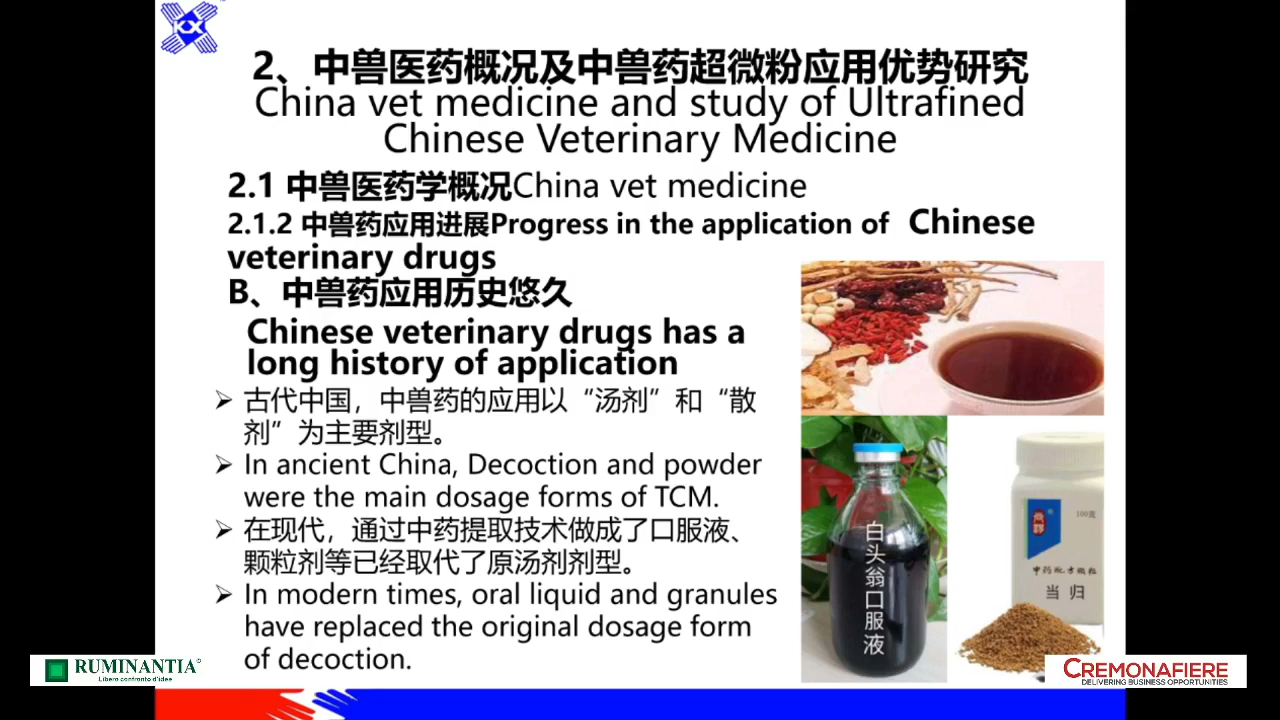 KX
2、中兽医药概况及中兽药超微粉应用优势研究
China vet medicine and study of Ultrafined
Chinese Veterinary Medicine
2.1 中兽医药学概况China vet medicine
2.1.2 中兽药应用进展Progress in the application of Chinese
veterinary drugs
B、中兽药应用历史悠久
Chinese veterinary drugs has a
long history of application
古代中国，中兽药的应用以“汤剂”和“散
剂”为主要剂型。
In ancient China, Decoction and powder
were the main dosage forms of TCM.
在现代，通过中药提取技术做成了口服液、
颗粒剂等已经取代了原汤剂剂型。
In modern times, oral liquid and granules
have replaced the original dosage form
of decoction.
白头翁口服液
100克
中药配方颗粒
当归
RUMINANTIA©
Libero confronto d'idee
CREMONAFIERE
DELIVERING BUSINESS OPPORTUNITIES